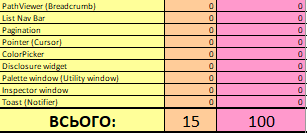 PathViewer (Breadcrumb) 0 0
List Nav Bar 0 0
Pagination 0 0
Pointer (Cursor) 0 0
ColorPicker 0 0
Disclosure widget 0 0
Palette window (Utility window) 0 0
Inspector window 0 0
Toast (Notifier) 0 0
ВСЬОГО: 15 100